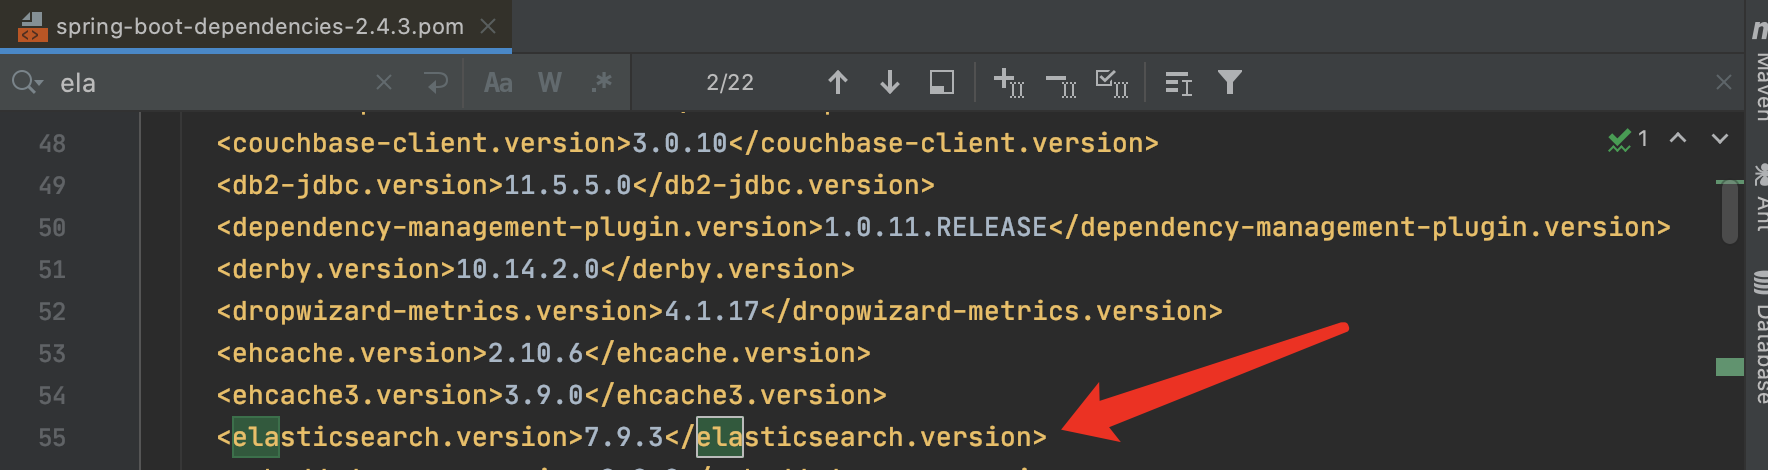 spring-boot-dependencies-2.4.3.pom
ela
Aa W .*
2/22
48 <couchbase-client.version>3.0.10</couchbase-client.version>
49 <db2-jdbc.version>11.5.5.0</db2-jdbc.version>
50 <dependency-management-plugin.version>1.0.11.RELEASE</dependency-management-plugin.version>
51 <derby.version>10.14.2.0</derby.version>
52 <dropwizard-metrics.version>4.1.17</dropwizard-metrics.version>
53 <ehcache.version>2.10.6</ehcache.version>
54 <ehcache3.version>3.9.0</ehcache3.version>
55 <elasticsearch.version>7.9.3</elasticsearch.version>
1
Maven
Ant
Database